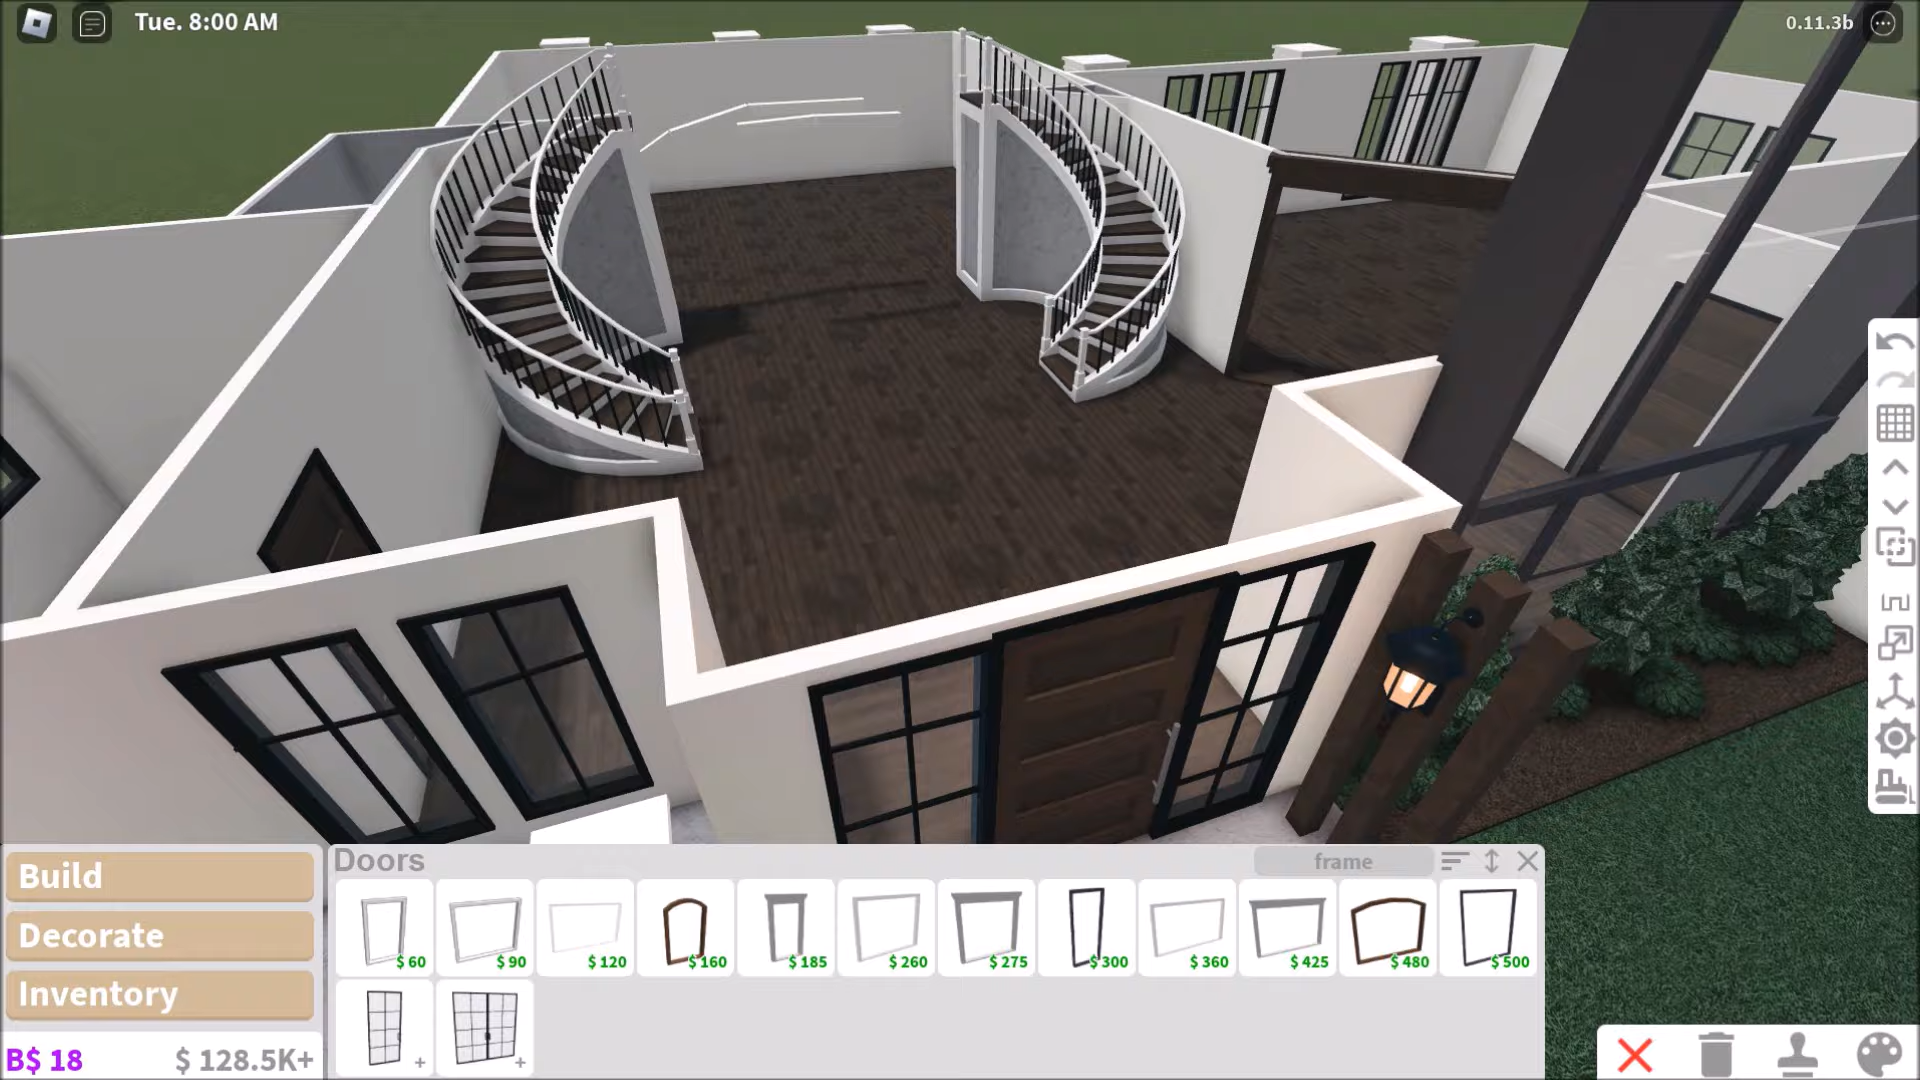 Tue. 8:00 AM
0.11.3b
Build
Decorate
Inventory
B$ 18
$ 128.5K+
Doors
frame
$ 60
$ 90
$ 120
$ 160
$ 185
$ 260
$ 275
$ 300
$ 360
$ 425
$ 480
$ 500
+
+